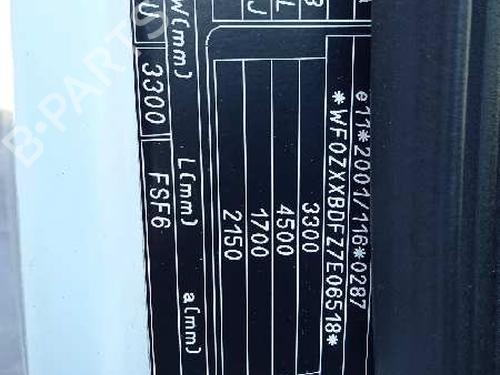 e11*2001/116*0287
*WF0ZXXBDFZ7E06518*
3300
4500
1700
2150
W(mm) L(mm) a(mm)
3300 FSF6
B-PARTS